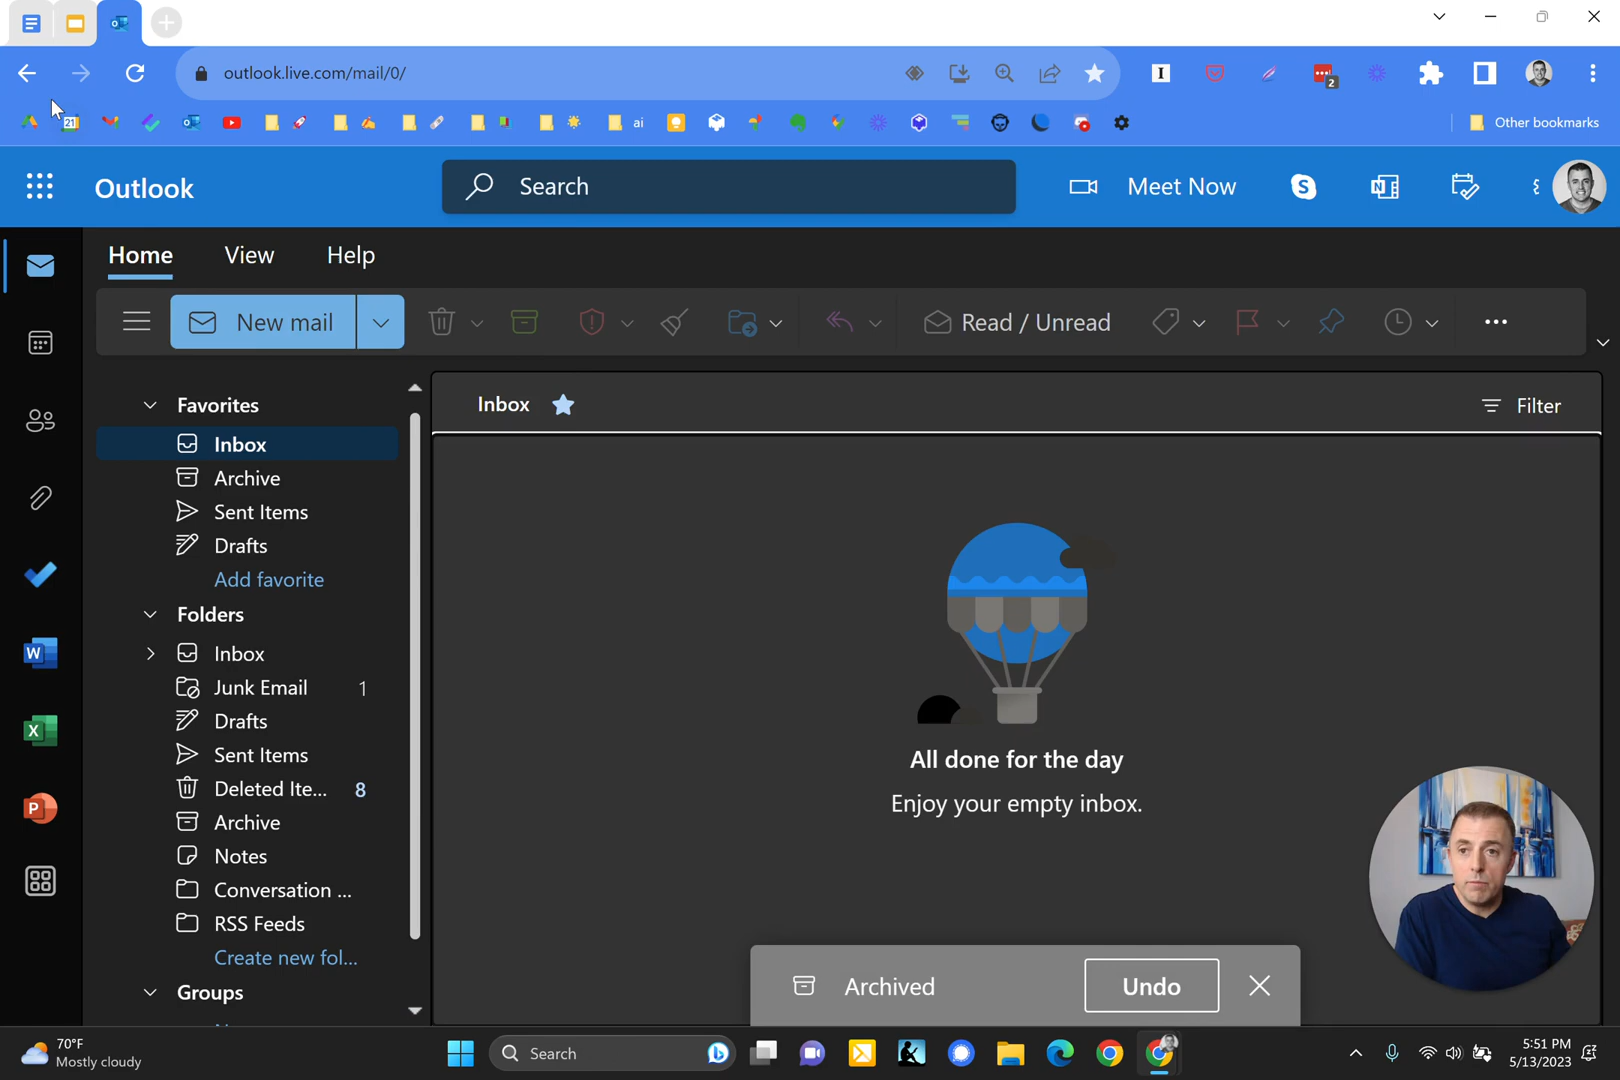 outlook.live.com/mail/0/
2
21
ai
Other bookmarks
Outlook
Search
Meet Now
S
N
Home
View
Help
New mail
Read / Unread
Favorites
Inbox
Archive
Sent Items
Drafts
Add favorite
Folders
Inbox
Junk Email 1
Drafts
Sent Items
Deleted Ite... 8
Archive
Notes
Conversation ...
RSS Feeds
Create new fol...
Groups
W
X
P
Inbox
Filter
All done for the day
Enjoy your empty inbox.
Archived
Undo
70°F
Mostly cloudy
Search
5:51 PM
5/13/2023